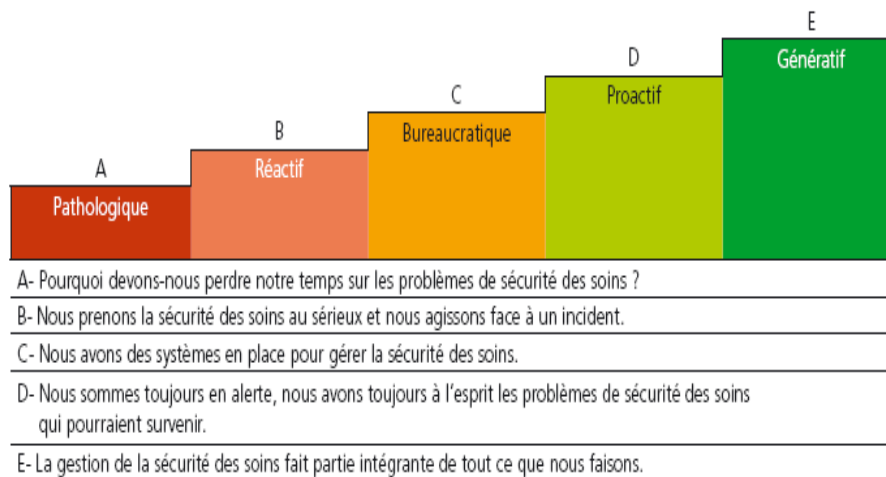 E
Génératif
D
Proactif
C
Bureaucratique
B
Réactif
A
Pathologique
A- Pourquoi devons-nous perdre notre temps sur les problèmes de sécurité des soins ?
B- Nous prenons la sécurité des soins au sérieux et nous agissons face à un incident.
C- Nous avons des systèmes en place pour gérer la sécurité des soins.
D- Nous sommes toujours en alerte, nous avons toujours à l'esprit les problèmes de sécurité des soins
qui pourraient survenir.
E- La gestion de la sécurité des soins fait partie intégrante de tout ce que nous faisons.